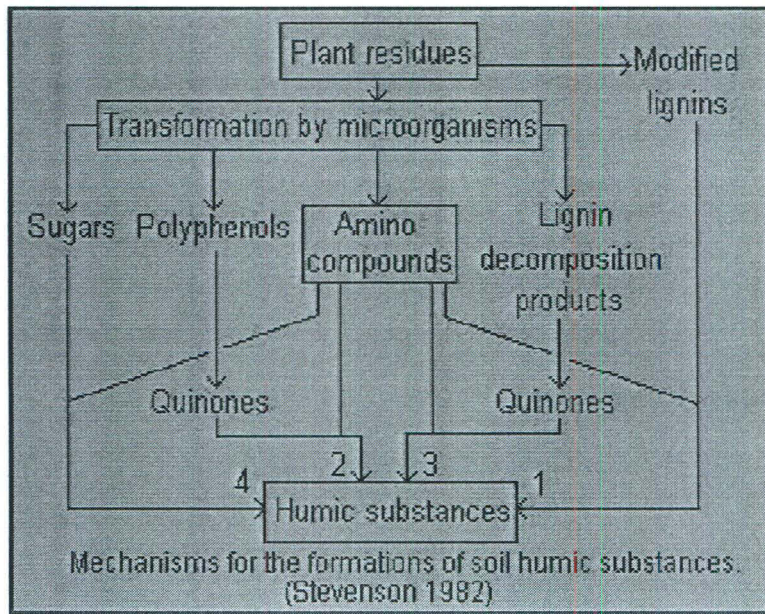 Plant residues
Modified
lignins
Transformation by microorganisms
Sugars
Polyphenols
Amino
compounds
Lignin
decomposition
products
Quinones
Quinones
4
2
3
1
Humic substances
Mechanisms for the formations of soil humic substances.
(Stevenson 1982)